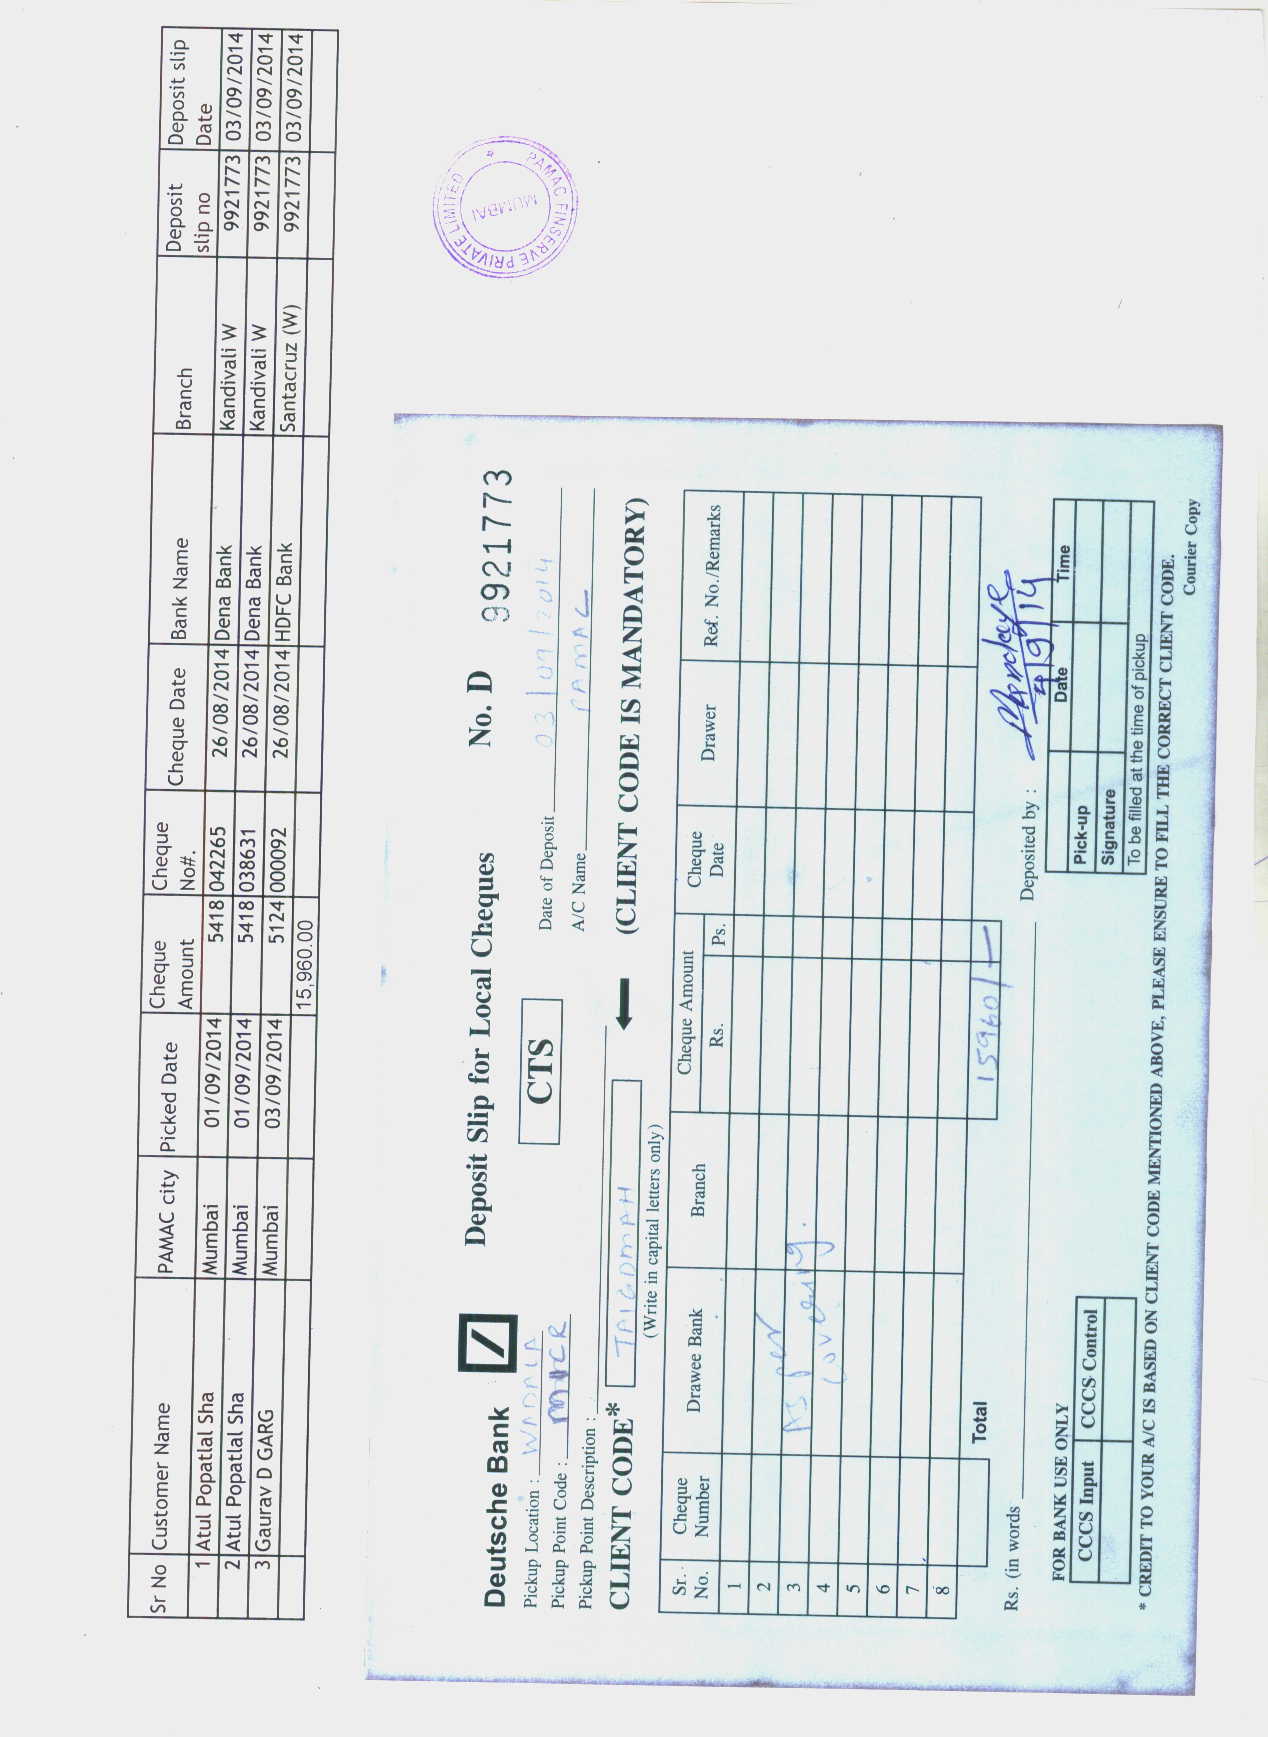 Sr No Customer Name PAMAC city Picked Date Cheque Amount Cheque No#. Cheque Date Bank Name Branch Deposit slip no Deposit slip Date
1 Atul Popatlal Sha Mumbai 01/09/2014 5418 042265 26/08/2014 Dena Bank Kandivali W 9921773 03/09/2014
2 Atul Popatlal Sha Mumbai 01/09/2014 5418 038631 26/08/2014 Dena Bank Kandivali W 9921773 03/09/2014
3 Gaurav D GARG Mumbai 03/09/2014 5124 000092 26/08/2014 HDFC Bank Santacruz (W) 9921773 03/09/2014
15,960.00
PAMAC FINSERVE PRIVATE LIMITED *
MUMBAI
Deutsche Bank Deposit Slip for Local Cheques No. D 9921773
Pickup Location : WADALA CTS Date of Deposit 03/09/2014
Pickup Point Code : MICR A/C Name PAMAC
Pickup Point Description :
CLIENT CODE* (CLIENT CODE IS MANDATORY)
(Write in capital letters only)
Sr. No. Cheque Number Drawee Bank Branch Cheque Amount Rs. Ps. Cheque Date Drawer Ref. No./Remarks
1
2
3 As per
4 covering.
5
6
7
8
Total 15960/-
Rs. (in words Deposited by :
4/9/14
FOR BANK USE ONLY
CCCS Input CCCS Control
Date Time
Pick-up
Signature
To be filled at the time of pickup
* CREDIT TO YOUR A/C IS BASED ON CLIENT CODE MENTIONED ABOVE, PLEASE ENSURE TO FILL THE CORRECT CLIENT CODE.
Courier Copy